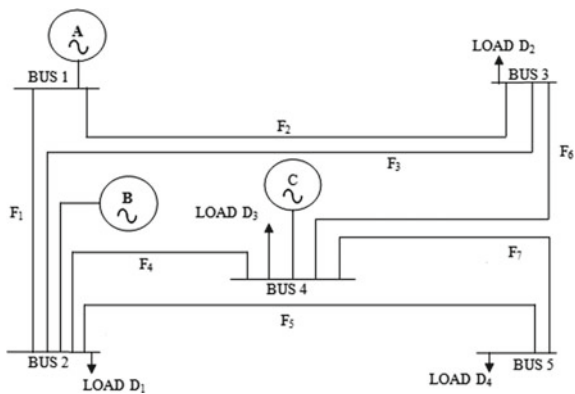 A
BUS 1
LOAD D₂
BUS 3
F₂
F₃
F₆
F₁
B
C
LOAD D₃
F₄
F₇
BUS 4
F₅
BUS 2
LOAD D₁
LOAD D₄
BUS 5